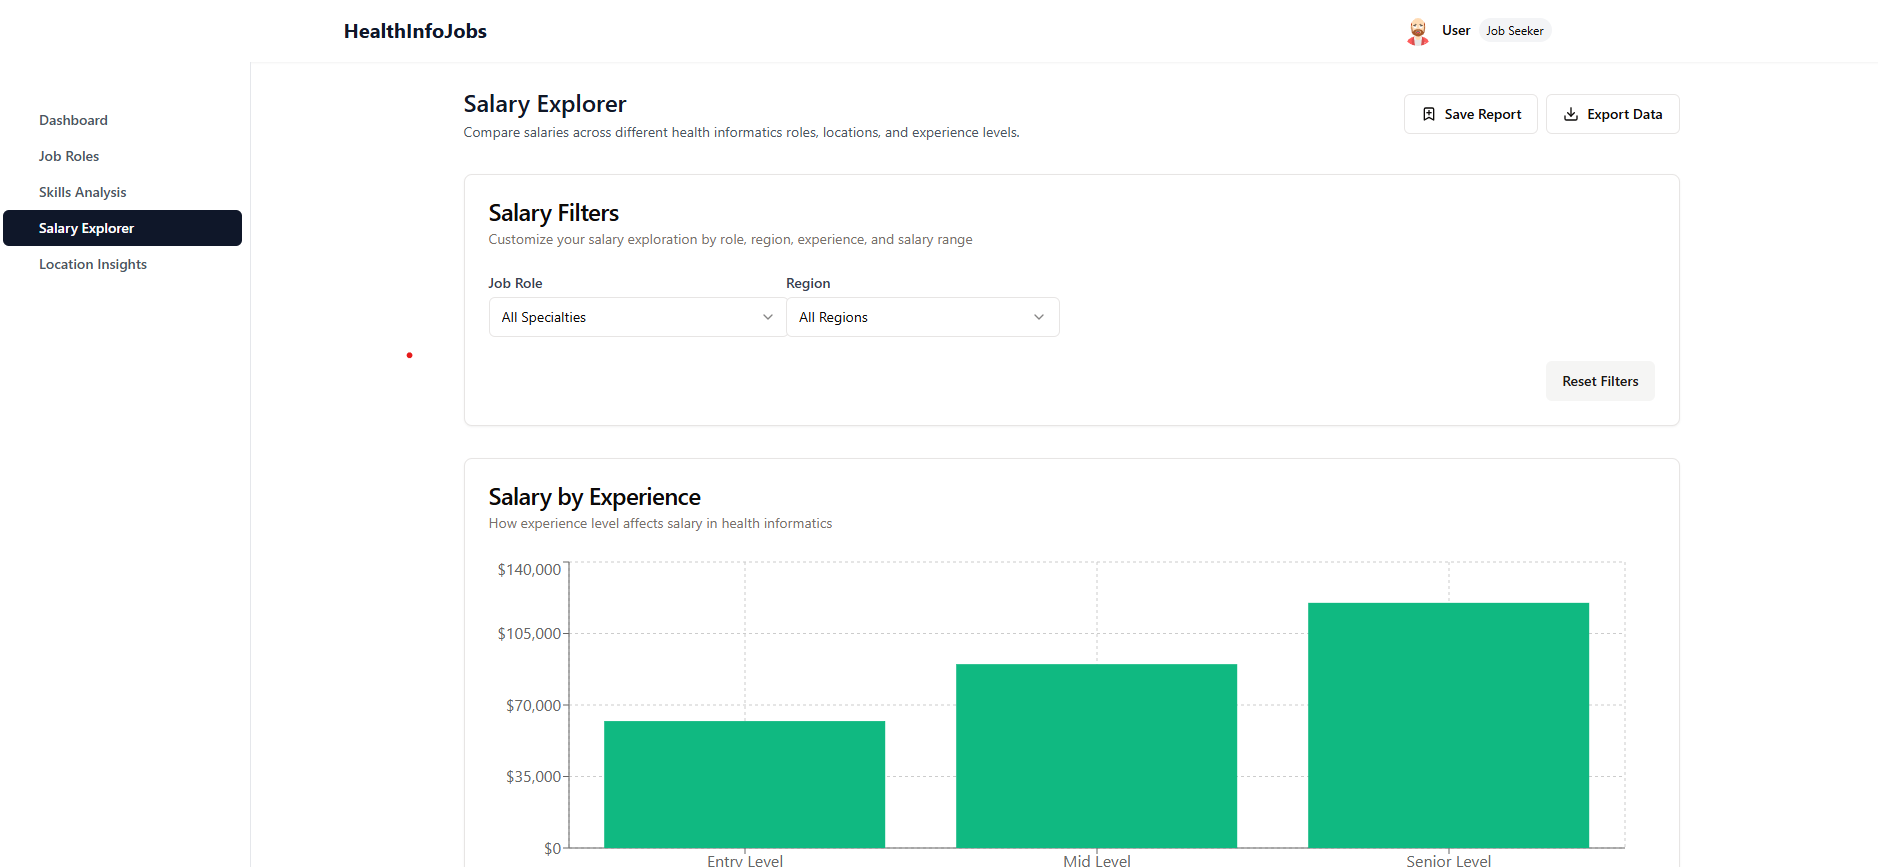 HealthInfoJobs
User Job Seeker
Dashboard
Job Roles
Skills Analysis
Salary Explorer
Location Insights
Salary Explorer
Compare salaries across different health informatics roles, locations, and experience levels.
Save Report Export Data
Salary Filters
Customize your salary exploration by role, region, experience, and salary range
Job Role Region
All Specialties All Regions
Reset Filters
Salary by Experience
How experience level affects salary in health informatics
$140,000
$105,000
$70,000
$35,000
$0
Entry Level Mid Level Senior Level